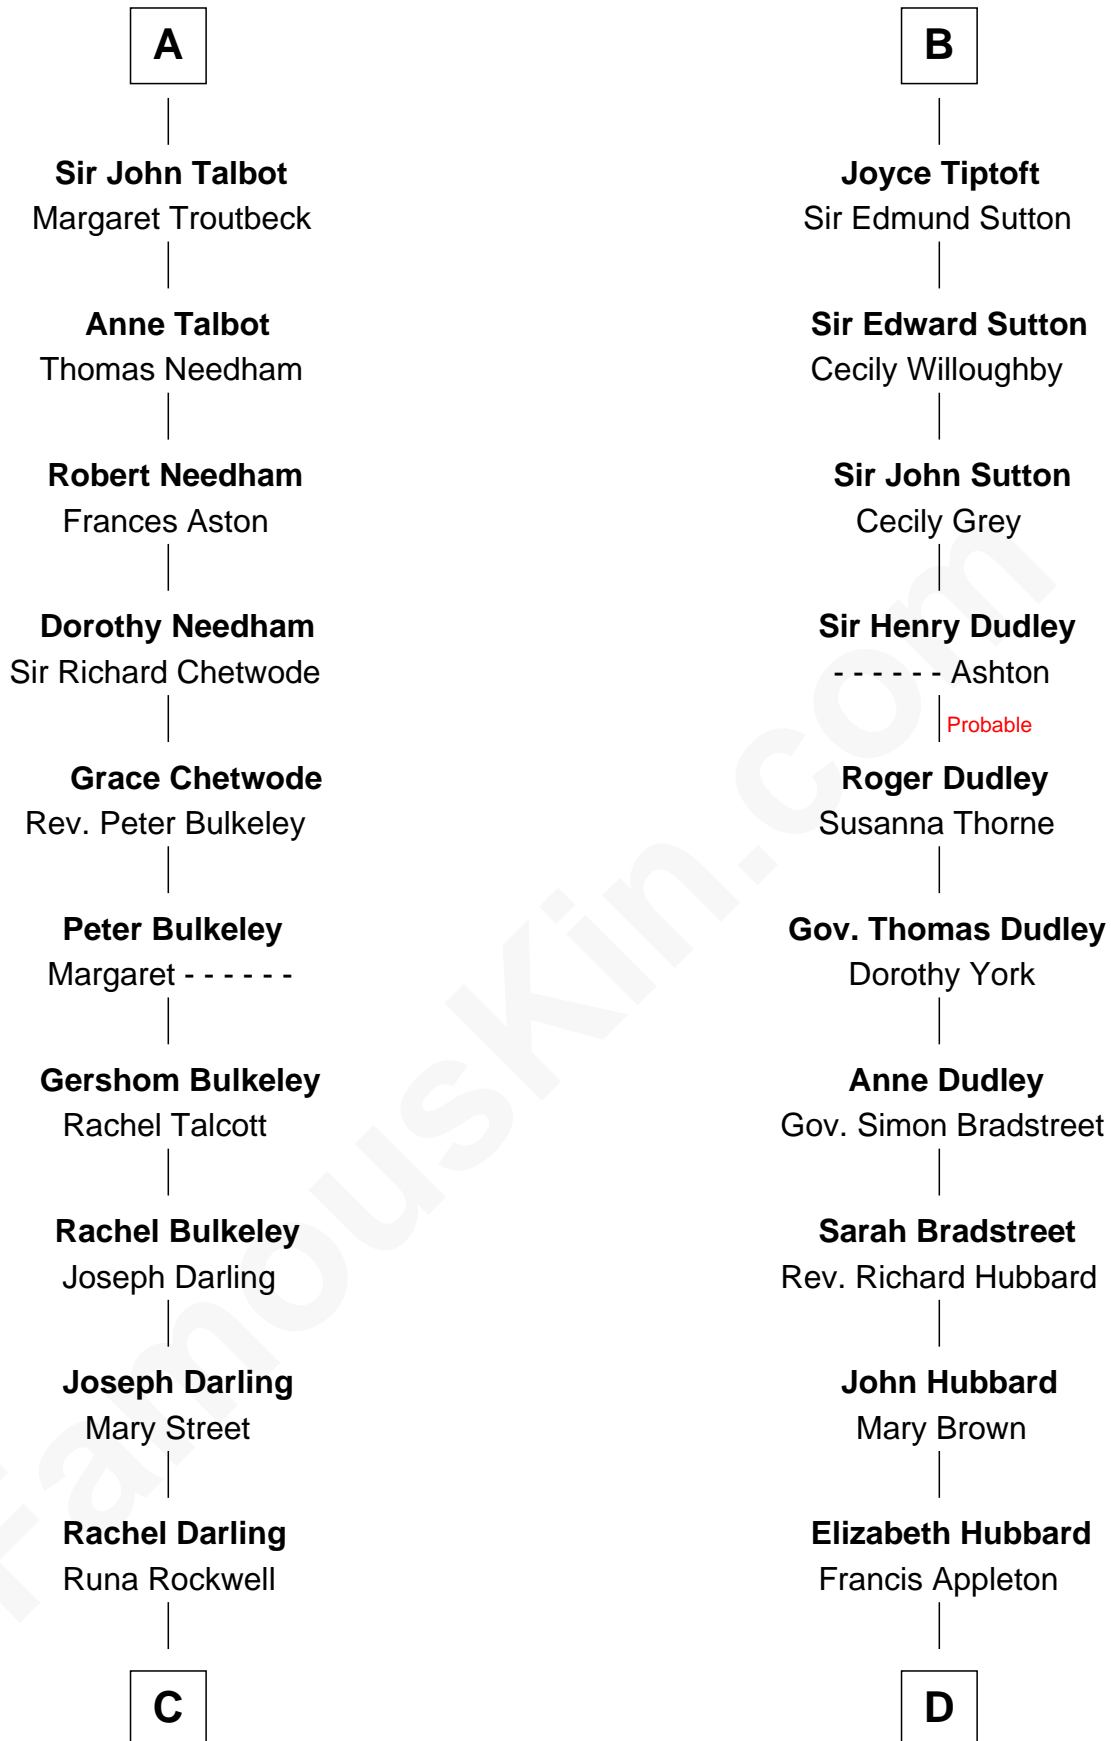 A
Sir John Talbot
Margaret Troutbeck
Anne Talbot
Thomas Needham
Robert Needham
Frances Aston
Dorothy Needham
Sir Richard Chetwode
Grace Chetwode
Rev. Peter Bulkeley
Peter Bulkeley
Margaret - - - - - -
Gershom Bulkeley
Rachel Talcott
Rachel Bulkeley
Joseph Darling
Joseph Darling
Mary Street
Rachel Darling
Runa Rockwell
C
B
Joyce Tiptoft
Sir Edmund Sutton
Sir Edward Sutton
Cecily Willoughby
Sir John Sutton
Cecily Grey
Sir Henry Dudley
- - - - - - Ashton
Probable
Roger Dudley
Susanna Thorne
Gov. Thomas Dudley
Dorothy York
Anne Dudley
Gov. Simon Bradstreet
Sarah Bradstreet
Rev. Richard Hubbard
John Hubbard
Mary Brown
Elizabeth Hubbard
Francis Appleton
D
FamousKin.com